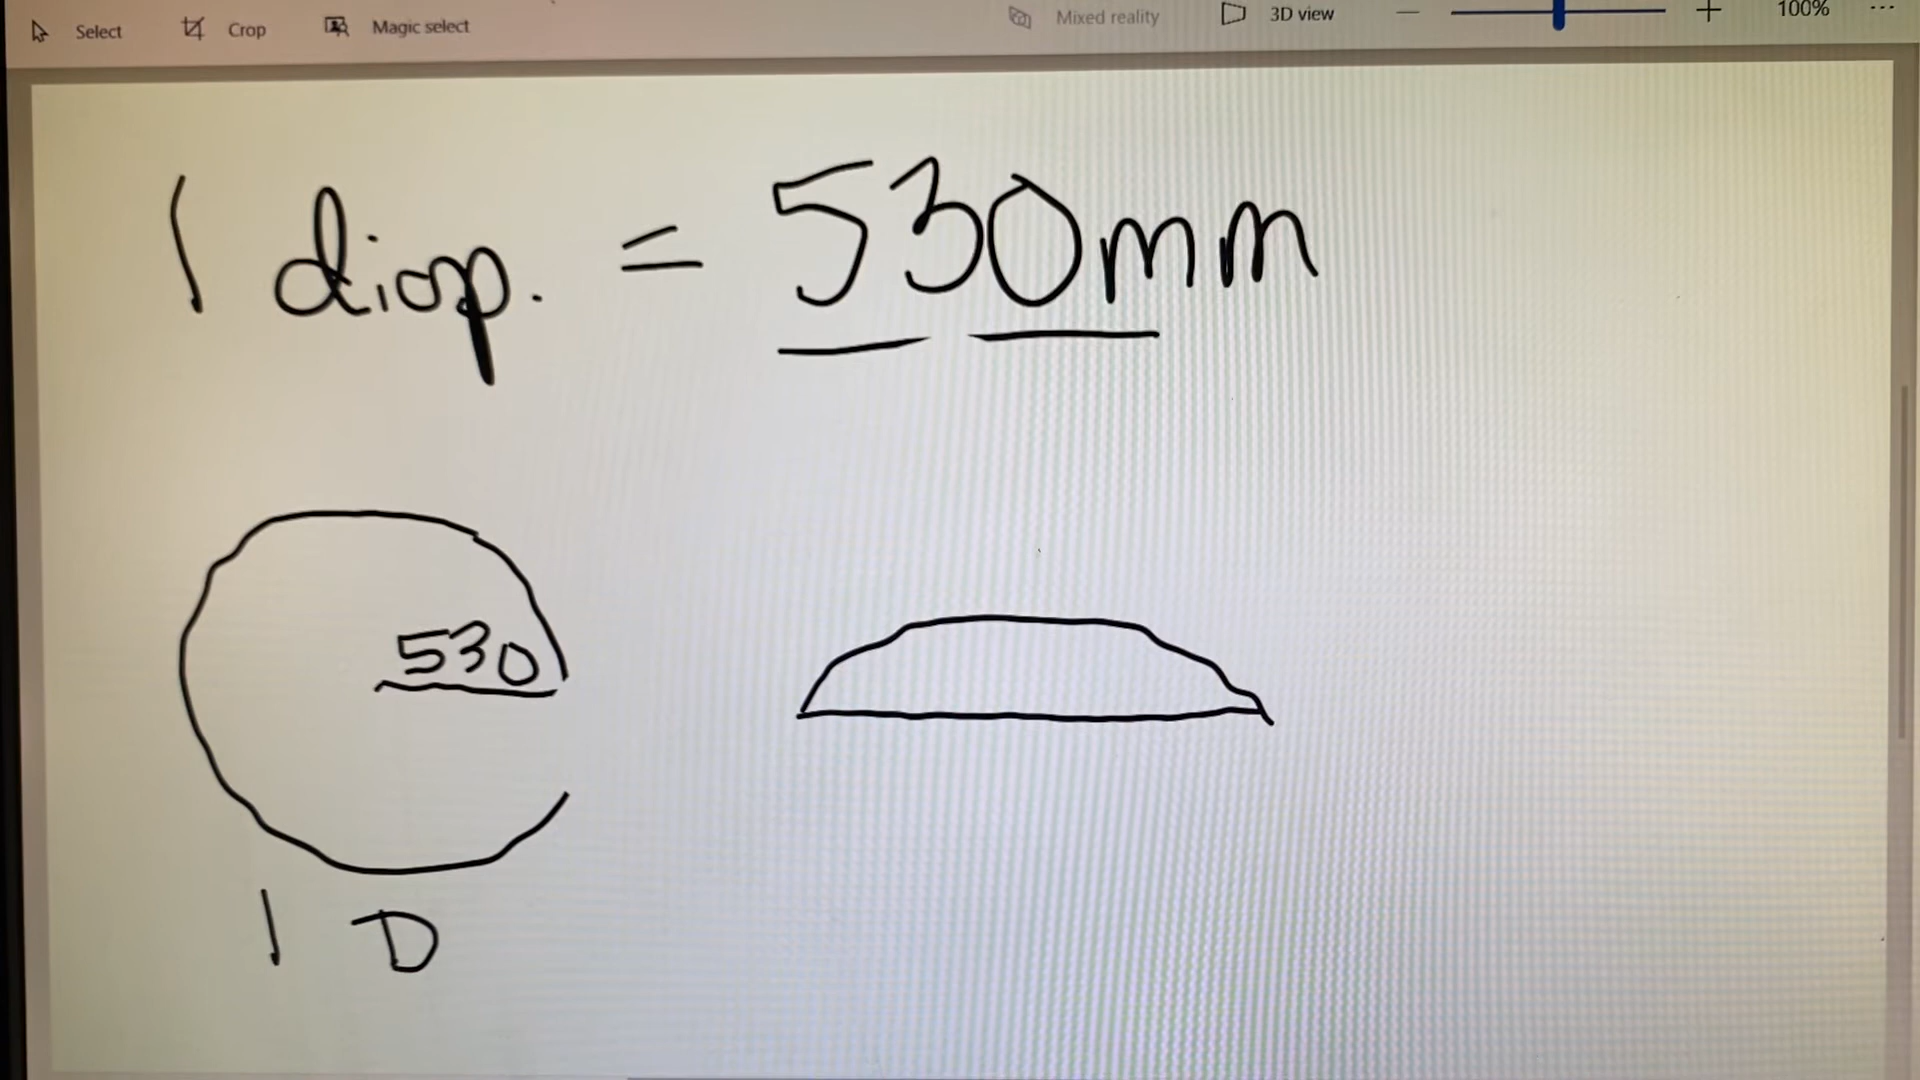 Select Crop Magic select Mixed reality 3D view 100%
1 diop. = 530mm
530
1 D